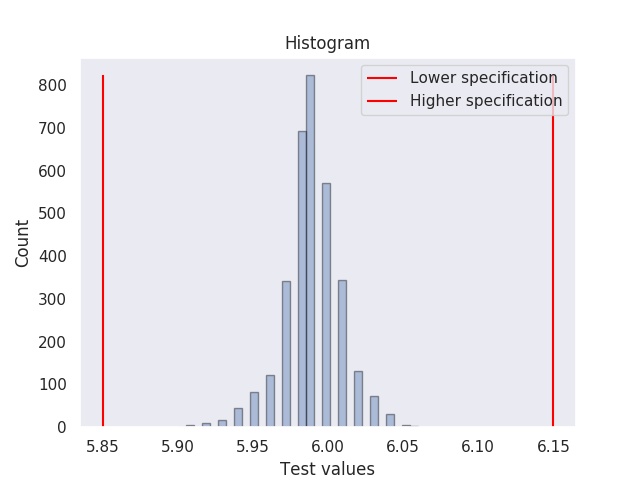 Histogram
Lower specification
Higher specification
800
700
600
500
400
300
200
100
0
Count
5.85 5.90 5.95 6.00 6.05 6.10 6.15
Test values